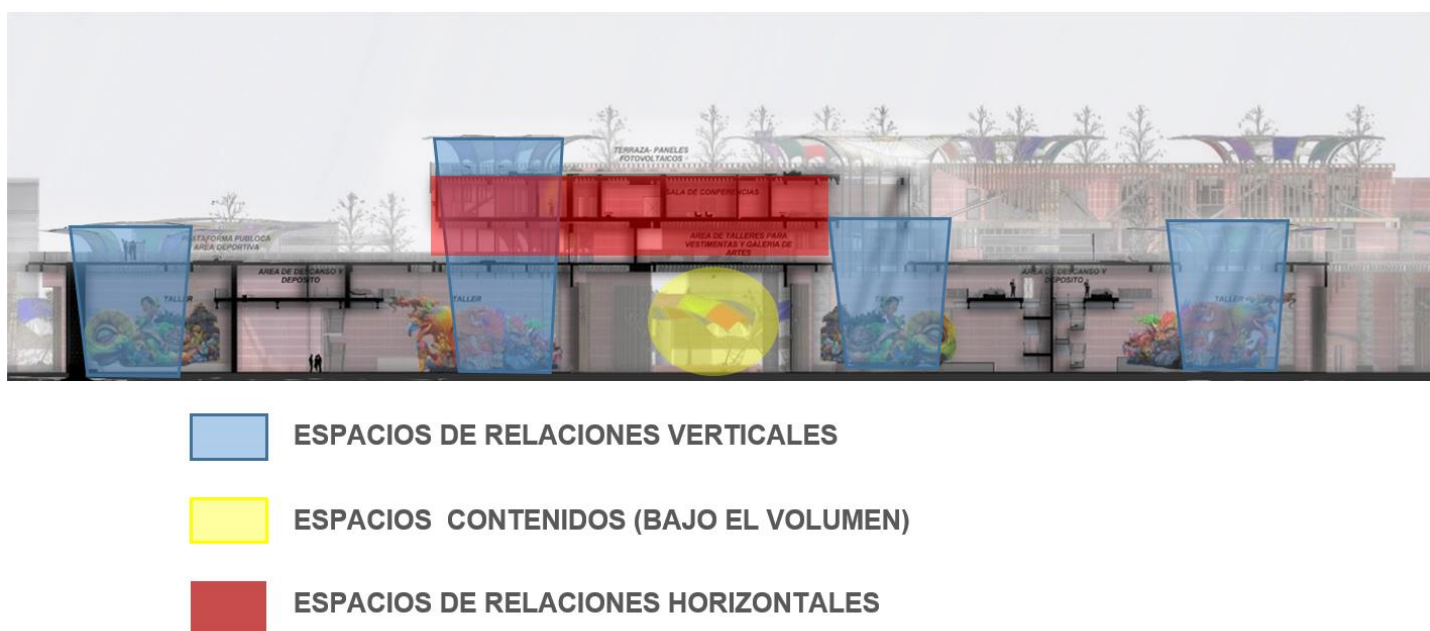 TERRAZA- PANELES
FOTOVOLTAICOS
SALA DE CONFERENCIAS
PLATAFORMA PUBLOCA
AREA DEPORTIVA
AREA DE TALLERES PARA
VESTIMENTAS Y GALERIA DE
ARTES
AREA DE DESCANSO Y
DEPOSITO
AREA DE DESCANSO Y
DEPOSITO
TALLER
TALLER
TALLER
TALLER
ESPACIOS DE RELACIONES VERTICALES
ESPACIOS CONTENIDOS (BAJO EL VOLUMEN)
ESPACIOS DE RELACIONES HORIZONTALES